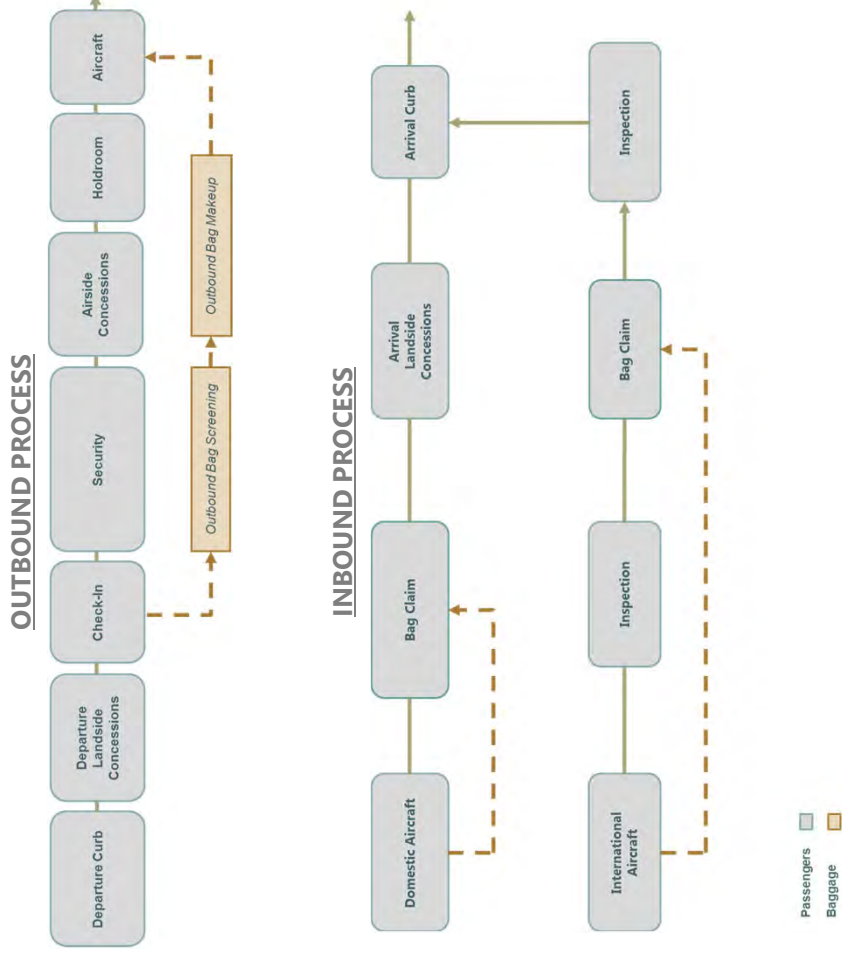 OUTBOUND PROCESS
Departure Curb
Departure
Landside
Concessions
Check-In
Security
Airside
Concessions
Holdroom
Aircraft
Outbound Bag Screening
Outbound Bag Makeup
INBOUND PROCESS
Domestic Aircraft
Bag Claim
Arrival
Landside
Concessions
Arrival Curb
International
Aircraft
Inspection
Bag Claim
Inspection
Passengers
Baggage